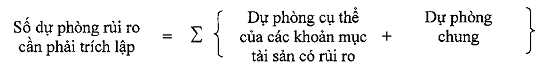 Số dự phòng rủi ro
cần phải trích lập
= Σ {
Dự phòng cụ thể
của các khoản mục
tài sản có rủi ro
+
Dự phòng
chung
}